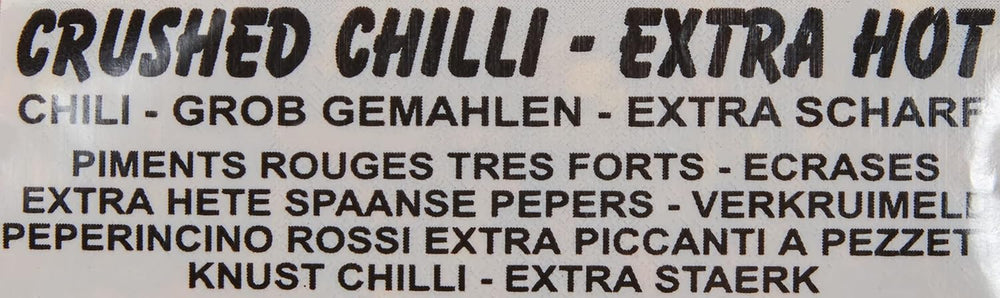 CRUSHED CHILLI - EXTRA HOT
CHILI - GROB GEMAHLEN - EXTRA SCHARF
PIMENTS ROUGES TRES FORTS - ECRASES
EXTRA HETE SPAANSE PEPERS - VERKRUIMELD
PEPERINCINO ROSSI EXTRA PICCANTI A PEZZET
KNUST CHILLI - EXTRA STAERK